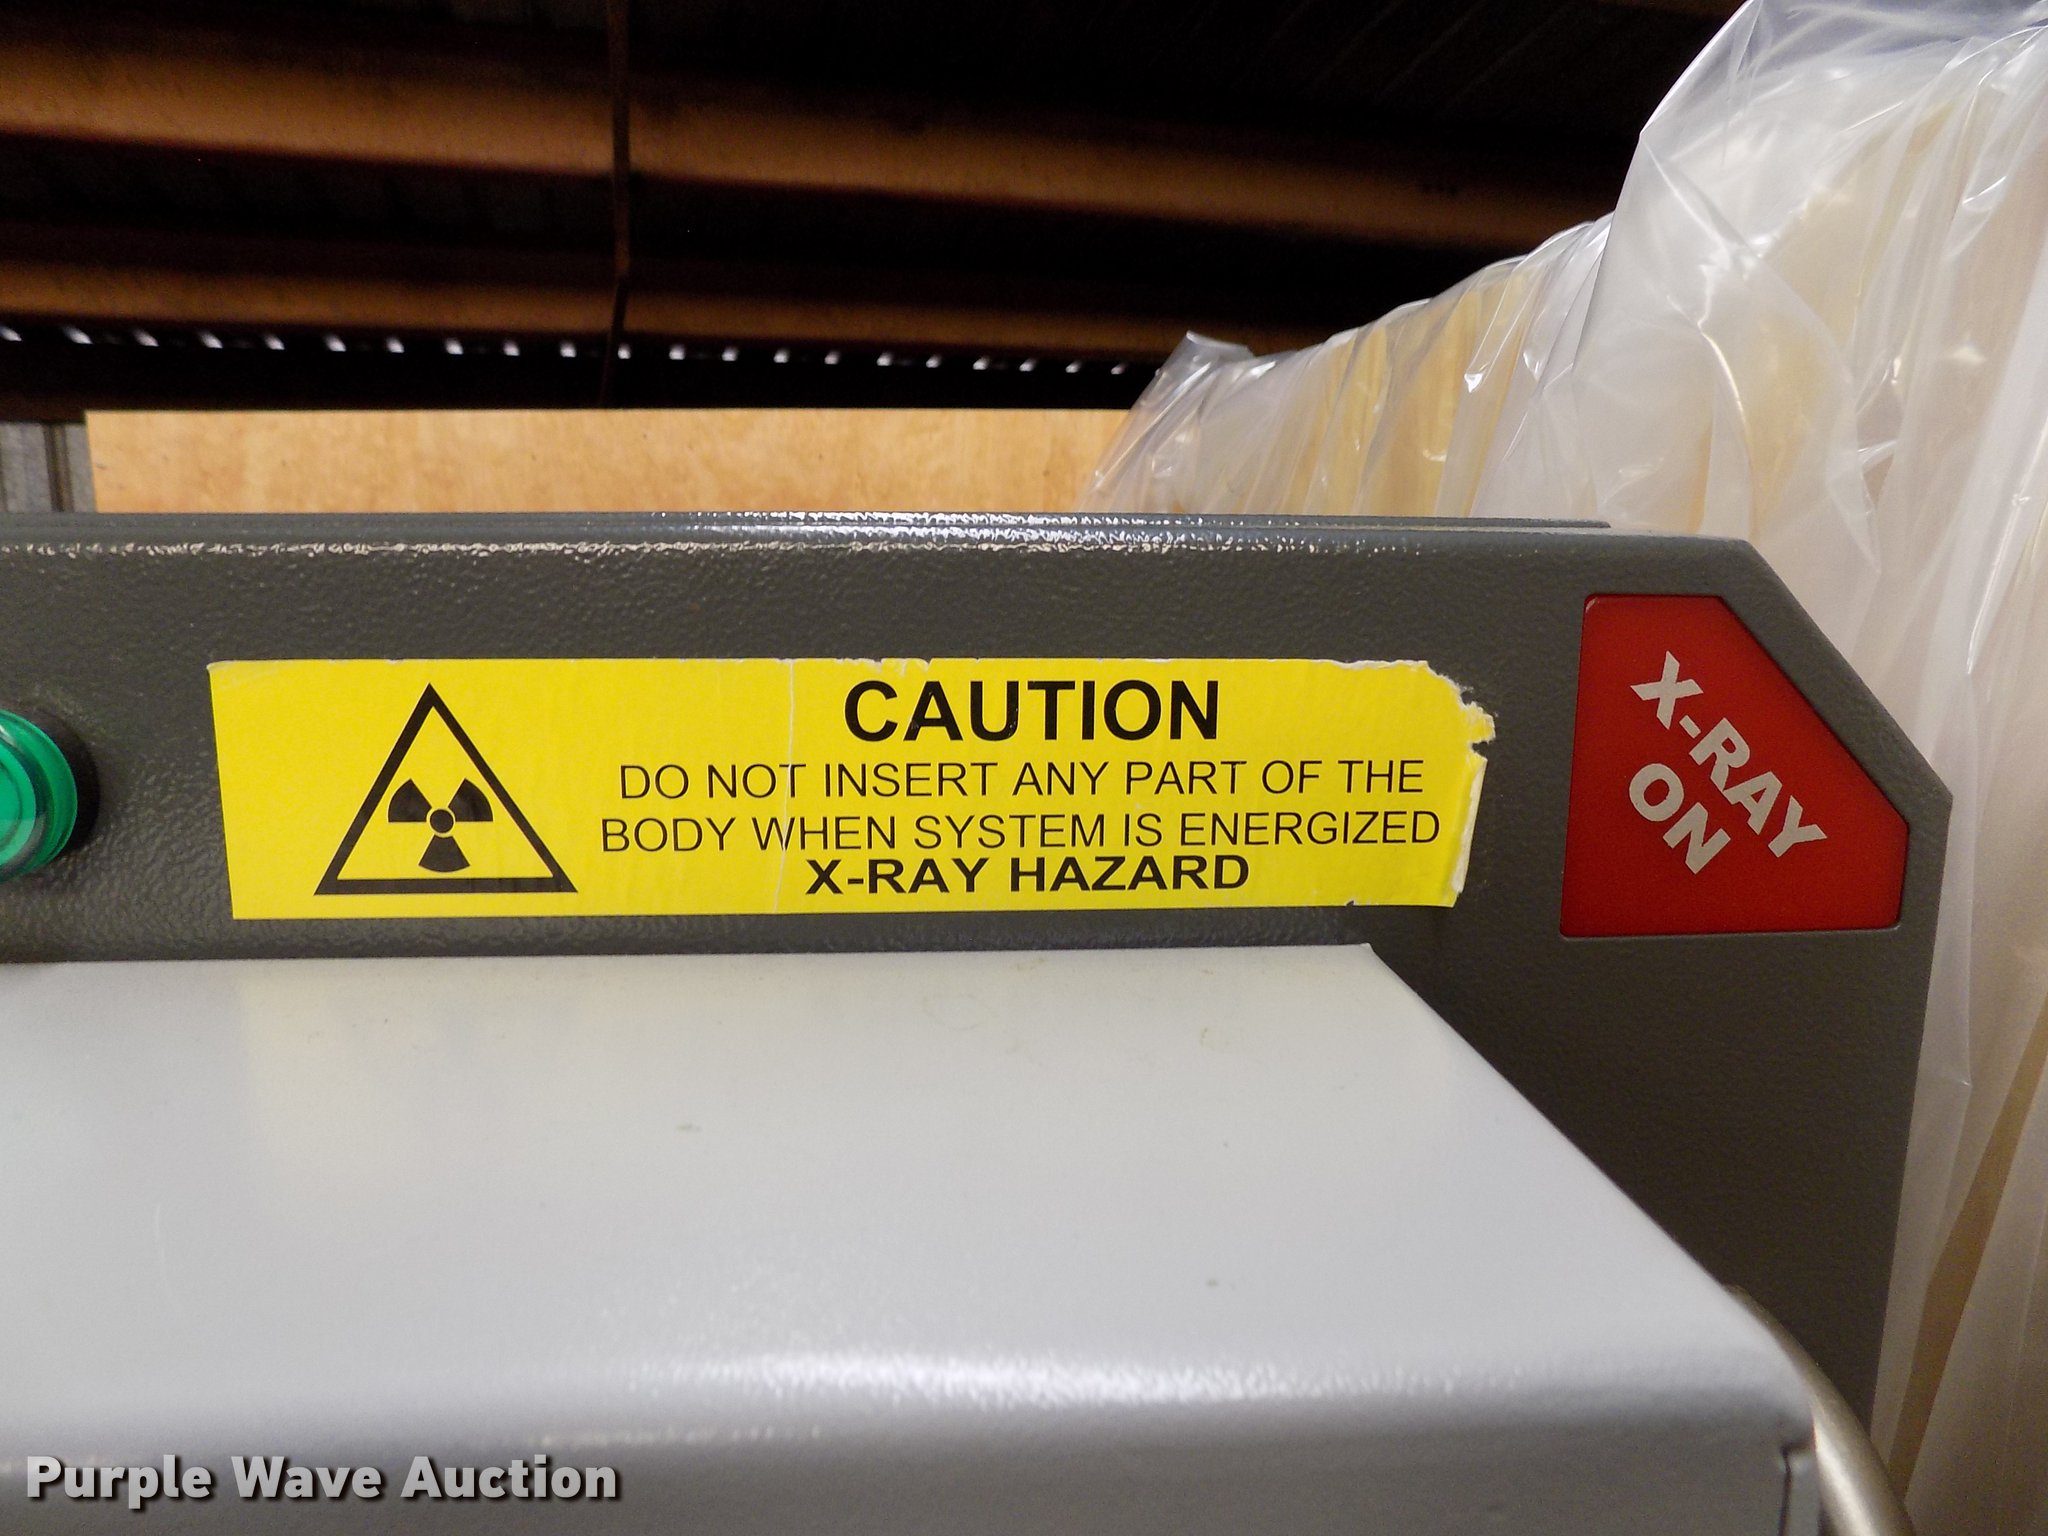 CAUTION
DO NOT INSERT ANY PART OF THE
BODY WHEN SYSTEM IS ENERGIZED
X-RAY HAZARD
X-RAY
ON
Purple Wave Auction